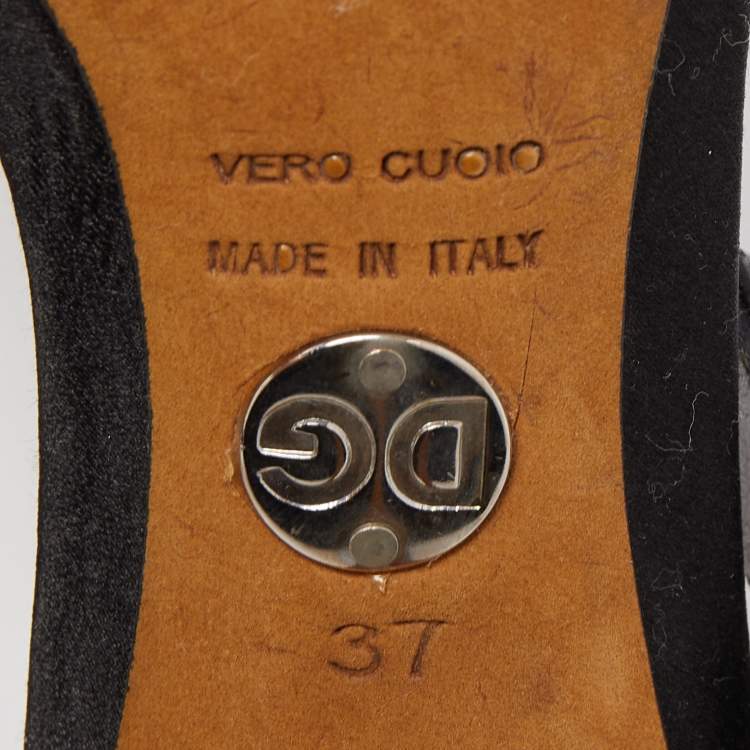 VERO CUOIO
MADE IN ITALY
DG
37